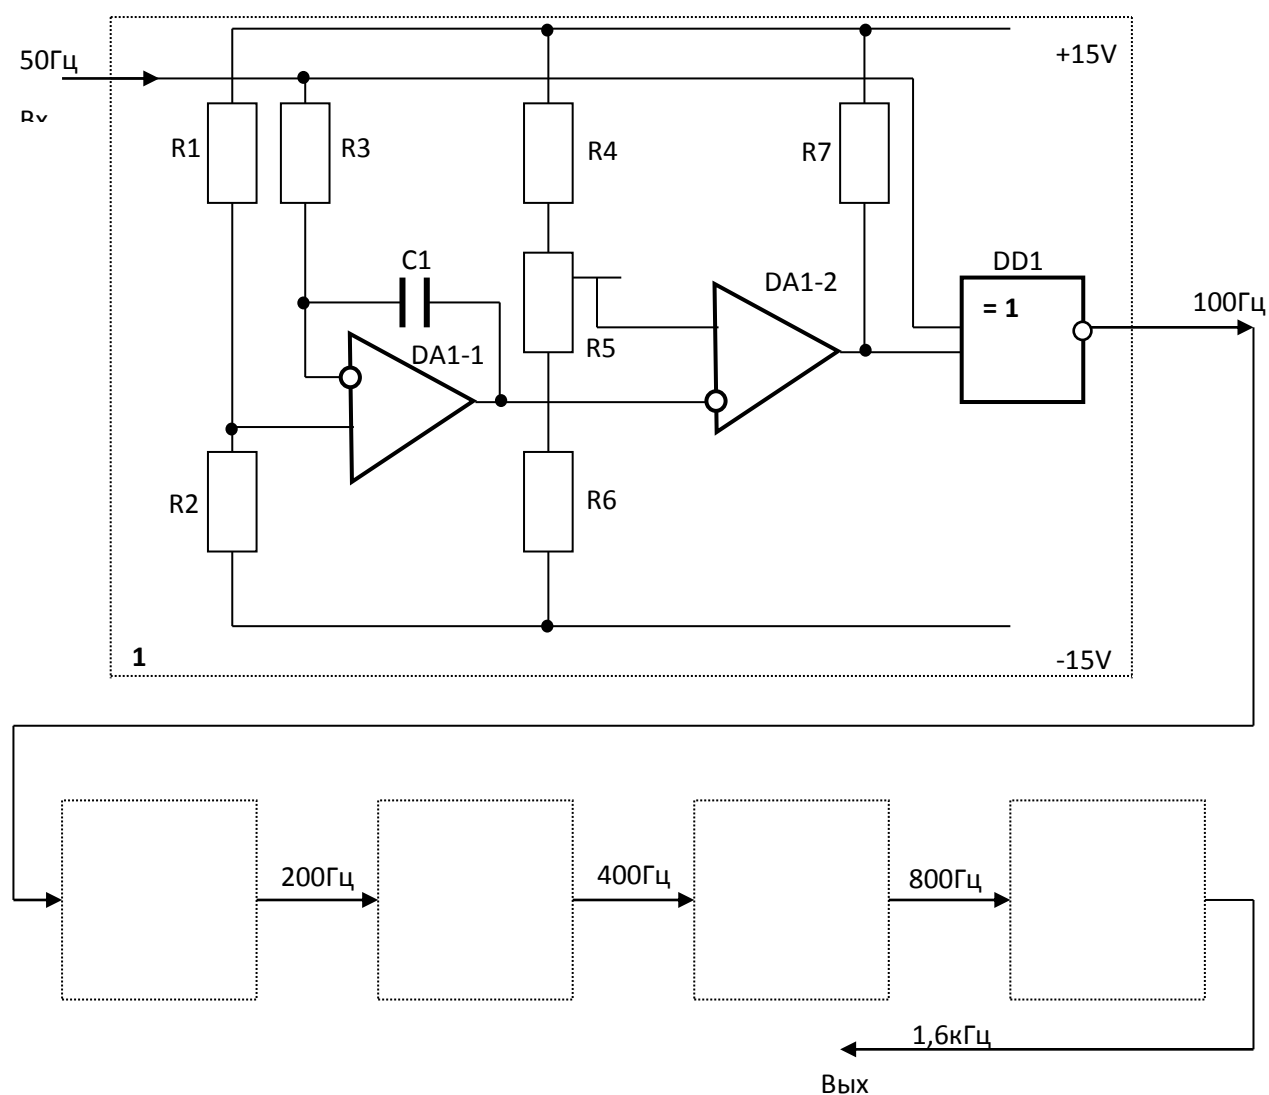 +15V
50Гц
Вх
R1
R3
R4
R7
C1
DD1
DA1-2
= 1
100Гц
DA1-1
R5
R2
R6
1
-15V
200Гц
400Гц
800Гц
1,6кГц
Вых